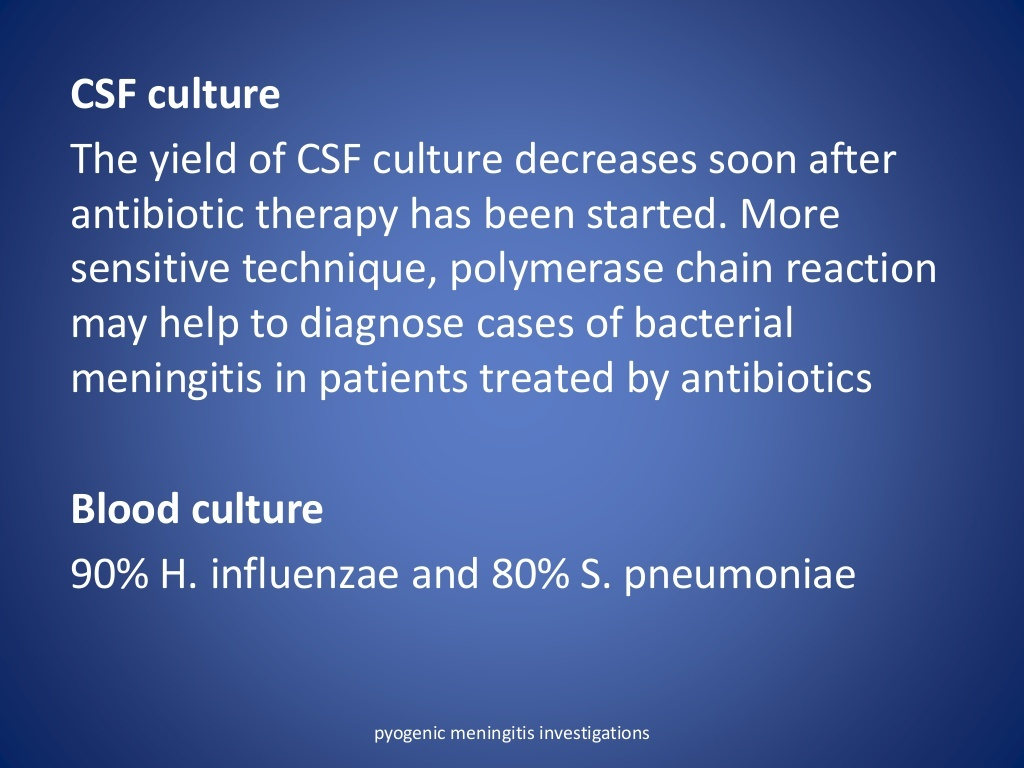 CSF culture
The yield of CSF culture decreases soon after
antibiotic therapy has been started. More
sensitive technique, polymerase chain reaction
may help to diagnose cases of bacterial
meningitis in patients treated by antibiotics
Blood culture
90% H. influenzae and 80% S. pneumoniae
pyogenic meningitis investigations